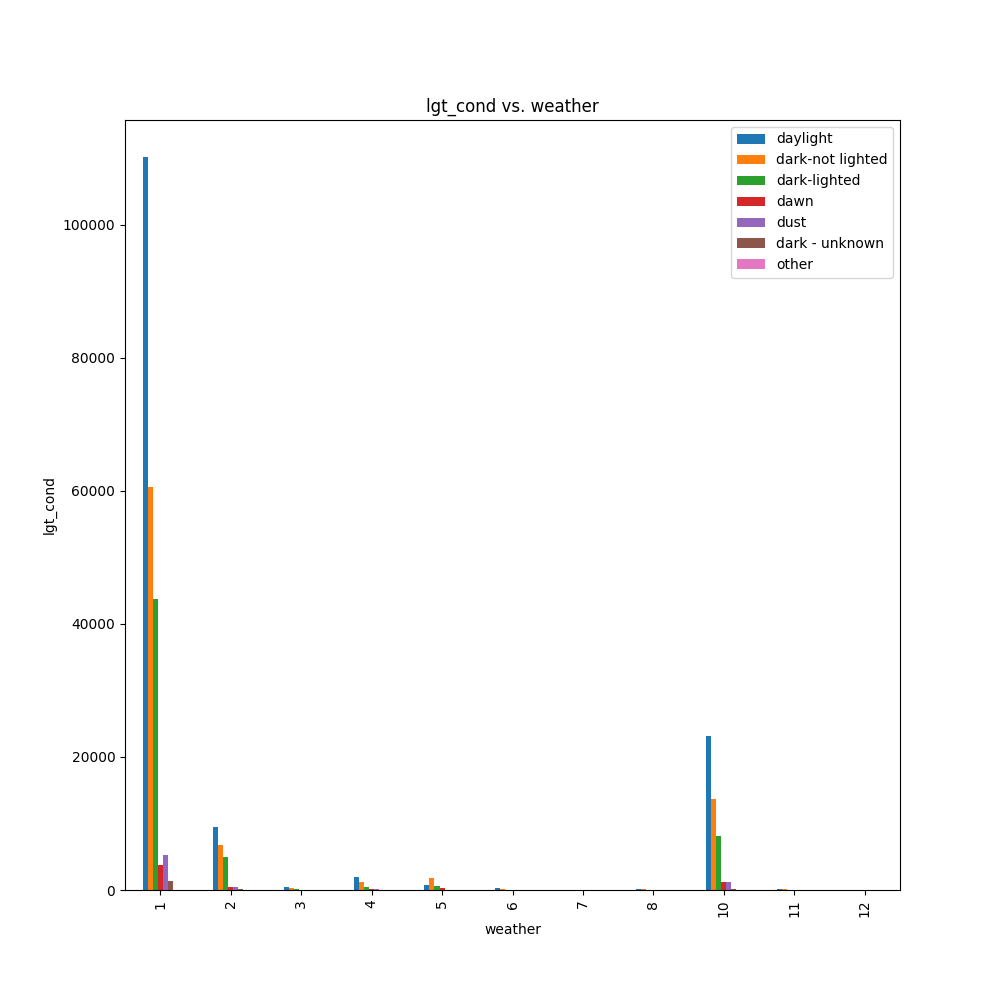 lgt_cond vs. weather
daylight
dark-not lighted
dark-lighted
dawn
dust
dark - unknown
other
100000
80000
60000
40000
20000
0
lgt_cond
1 2 3 4 5 6 7 8 10 11 12
weather